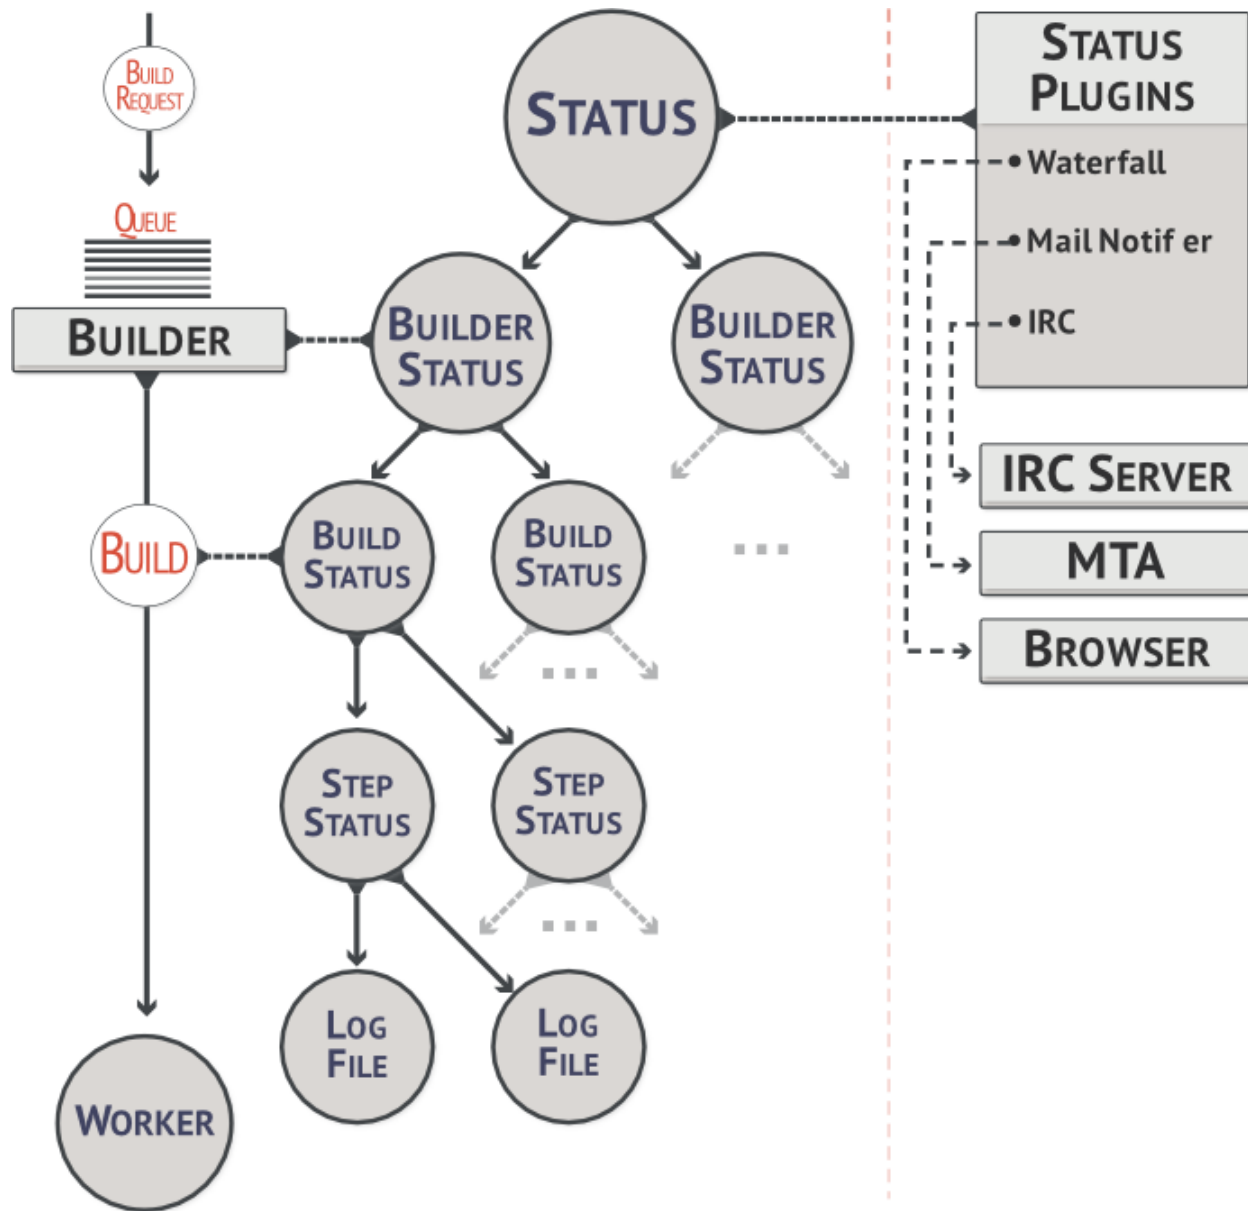 BUILD
REQUEST
QUEUE
BUILDER
BUILD
WORKER
STATUS
BUILDER
STATUS
BUILDER
STATUS
BUILD
STATUS
BUILD
STATUS
STEP
STATUS
STEP
STATUS
LOG
FILE
LOG
FILE
STATUS
PLUGINS
Waterfall
Mail Notif er
IRC
IRC SERVER
MTA
BROWSER